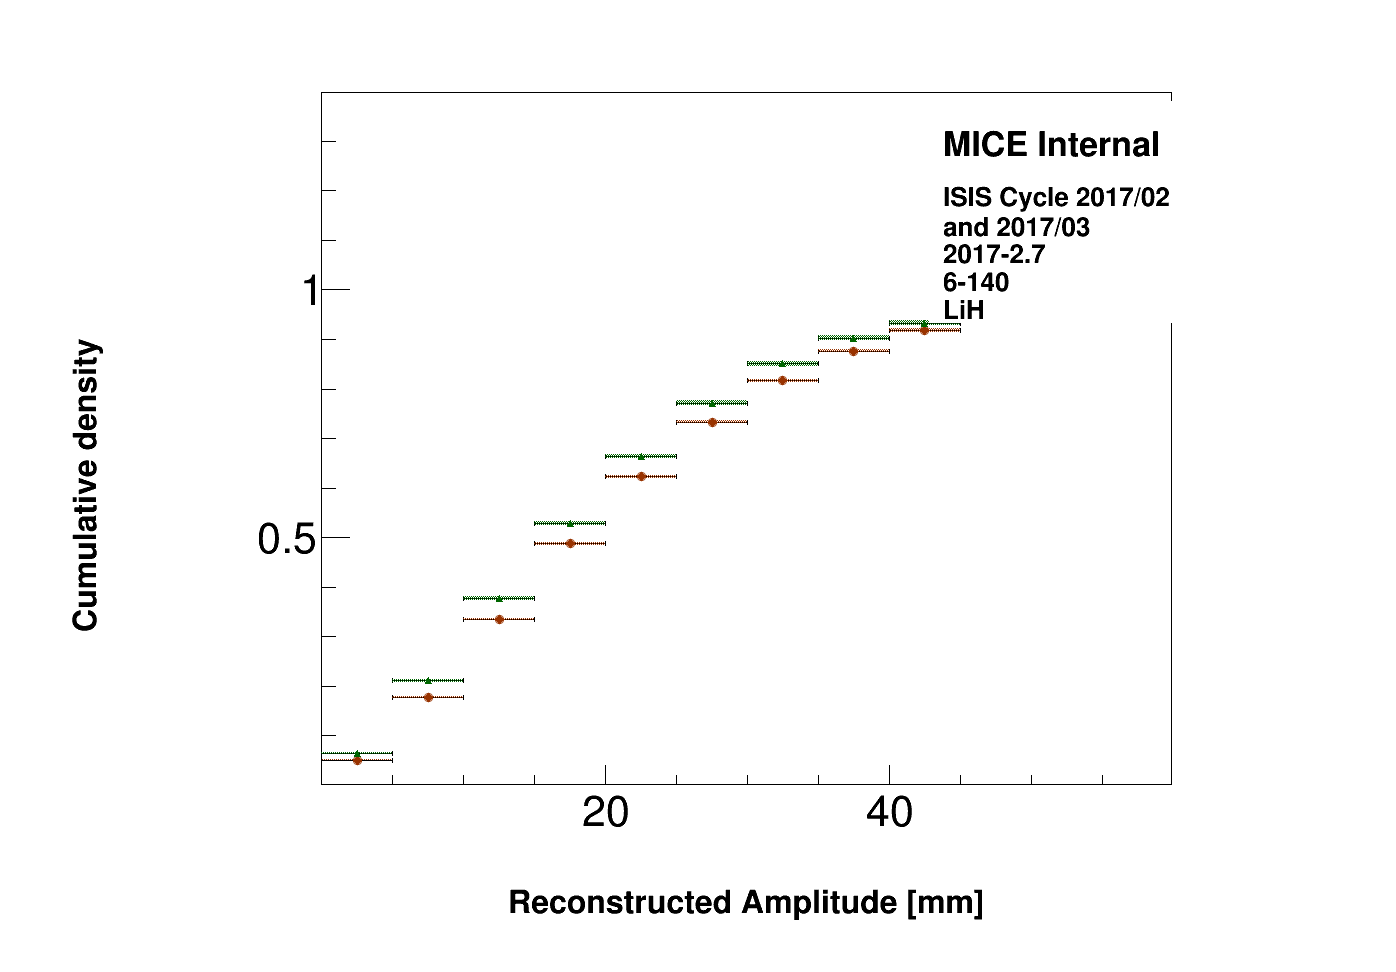 MICE Internal
ISIS Cycle 2017/02
and 2017/03
2017-2.7
6-140
LiH
1
0.5
Cumulative density
20
40
Reconstructed Amplitude [mm]